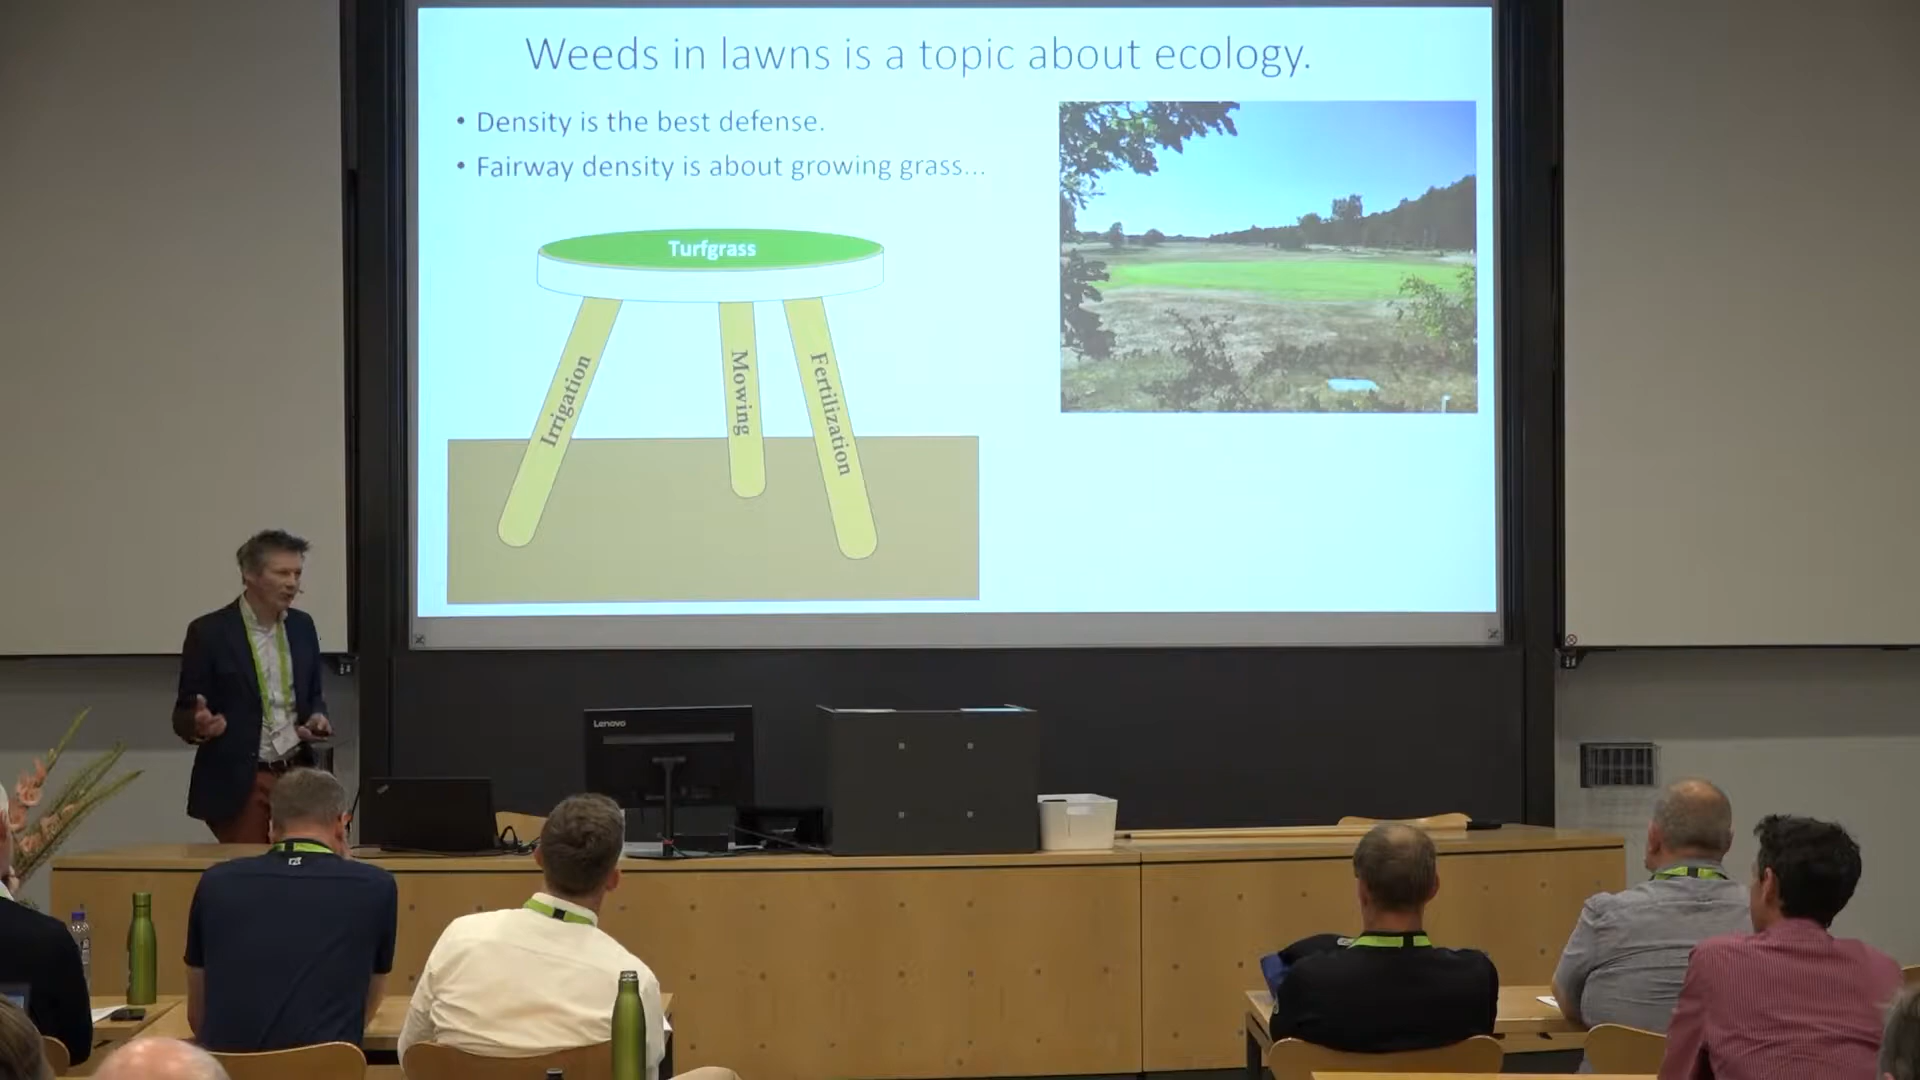 Weeds in lawns is a topic about ecology.
• Density is the best defense.
• Fairway density is about growing grass...
Turfgrass
Irrigation
Mowing
Fertilization
Lenovo